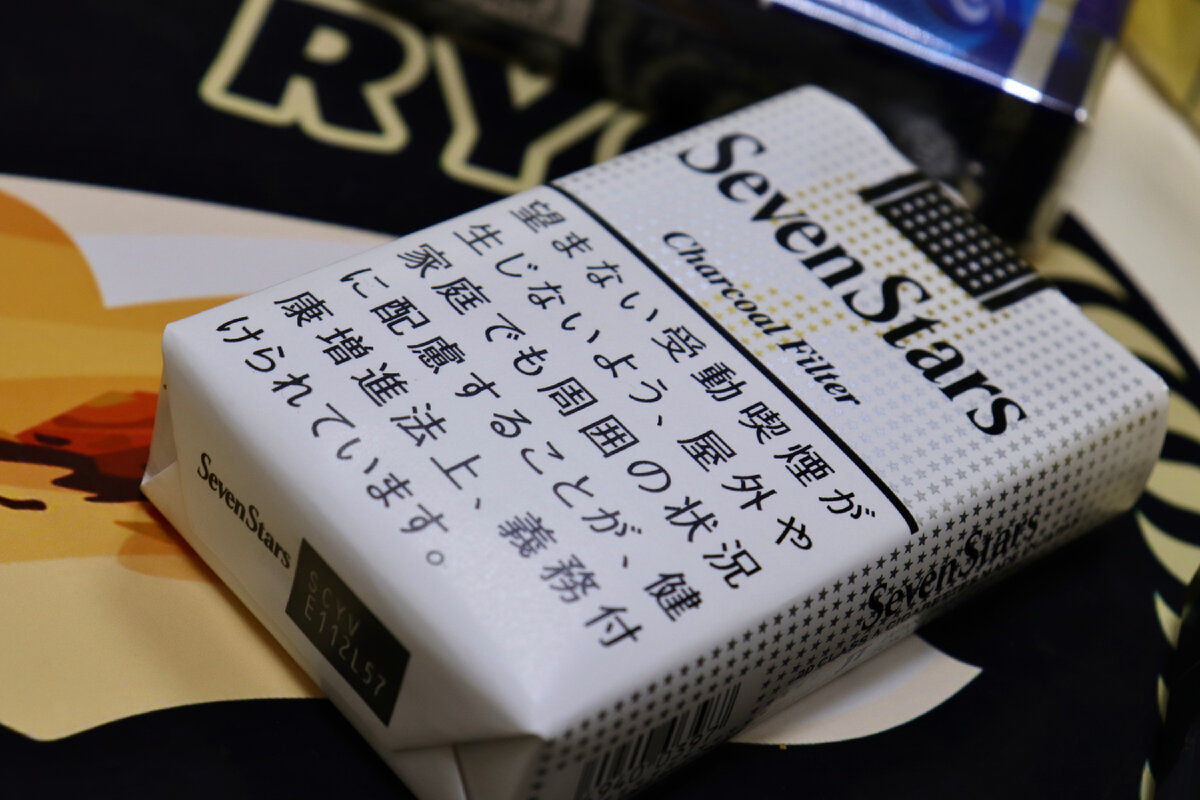 RY
SevenStars
Charcoal Filter
望まない受動喫煙が
生じないよう、屋外や
家庭でも周囲の状況
に配慮することが、健
康増進法上、義務付
けられています。
SevenStars
SCYV
E11ZL57
SevenStars